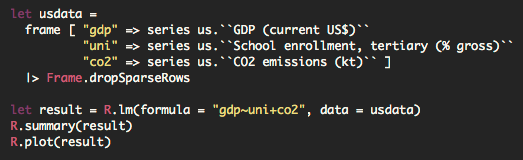 let usdata =
  frame [ "gdp" => series us.``GDP (current US$)``
          "uni" => series us.``School enrollment, tertiary (% gross)``
          "co2" => series us.``CO2 emissions (kt)`` ]
  |> Frame.dropSparseRows
let result = R.lm(formula = "gdp~uni+co2", data = usdata)
R.summary(result)
R.plot(result)